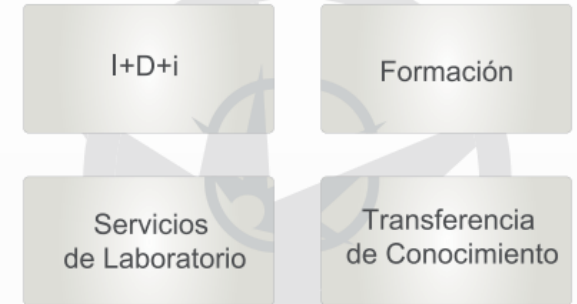 I+D+i
Formación
Servicios
de Laboratorio
Transferencia
de Conocimiento